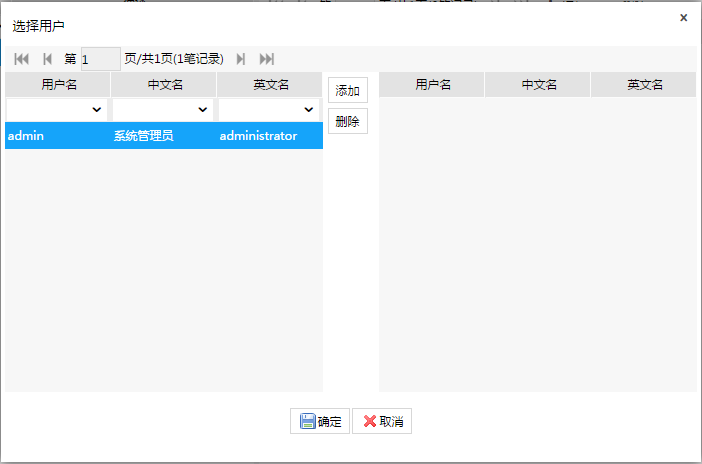 选择用户
x
第 1 页/共1页(1笔记录)
用户名 中文名 英文名 添加 用户名 中文名 英文名
删除
admin 系统管理员 administrator
确定 取消